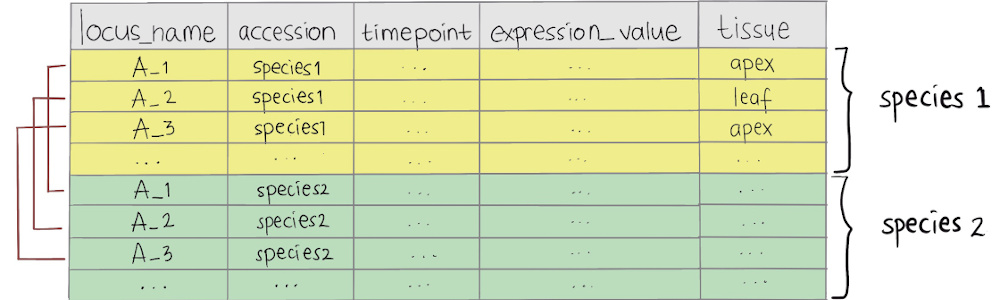 locus_name accession timepoint expression_value tissue
A_1 species1 ... ... apex
A_2 species1 ... ... leaf
A_3 species1 ... ... apex
... ... ... ... ...
A_1 species2 ... ... ...
A_2 species2 ... ... ...
A_3 species2 ... ... ...
... ... ... ... ...
species 1
species 2